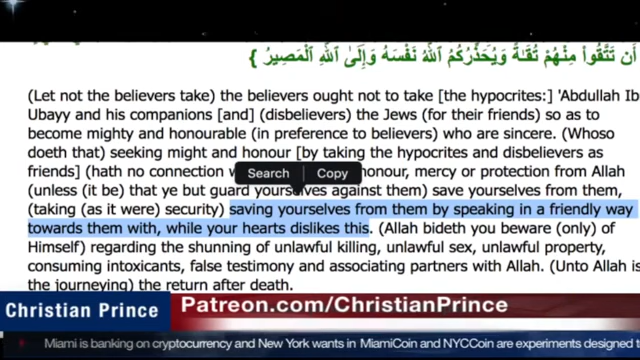 أَن تَتَّقُواْ مِنْهُمْ تُقَـٰةً وَيُحَذِّرُكُمُ ٱللَّهُ نَفْسَهُ وَإِلَىٰ ٱللَّهِ ٱلْمَصِيرُ }
(Let not the believers take) the believers ought not to take [the hypocrites:] 'Abdullah Ib
Ubayy and his companions [and] (disbelievers) the Jews (for their friends) so as to
become mighty and honourable (in preference to believers) who are sincere. (Whoso
doeth that) seeking might and honour [by taking the hypocrites and disbelievers as
Search Copy
friends] (hath no connection honour, mercy or protection from Allah
(unless (it be) that ye but guard yourselves against them) save yourselves from them,
(taking (as it were) security) saving yourselves from them by speaking in a friendly way
towards them with, while your hearts dislikes this. (Allah bideth you beware (only) of
Himself) regarding the shunning of unlawful killing, unlawful sex, unlawful property,
consuming intoxicants, false testimony and associating partners with Allah. (Unto Allah is
the journeying) the return after death.
Christian Prince Patreon.com/ChristianPrince
Miami is banking on cryptocurrency and New York wants in MiamiCoin and NYCCoin are experiments designed t